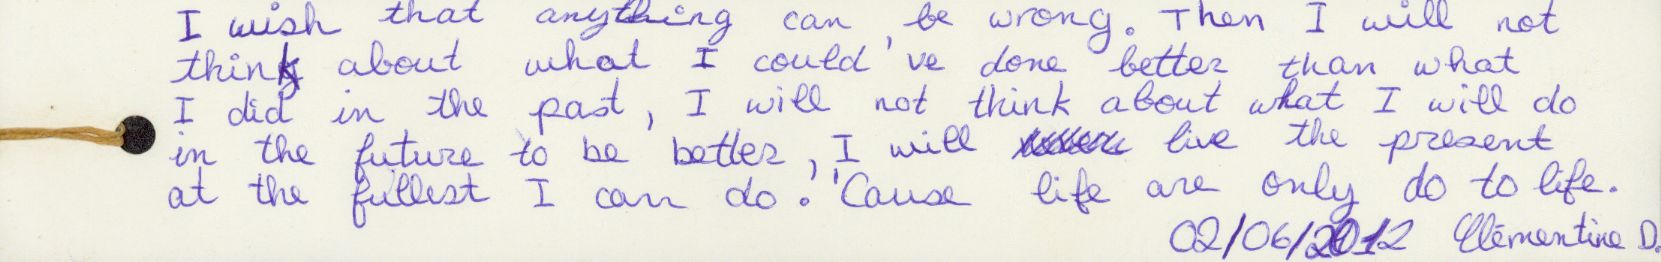 I wish that anything can be wrong. Then I will not
think about what I could 've done better than what
I did in the past, I will not think about what I will do
in the future to be better, I will live the present
at the fullest I can do. 'Cause life are only do to life.
02/06/2012 Clémentine D.